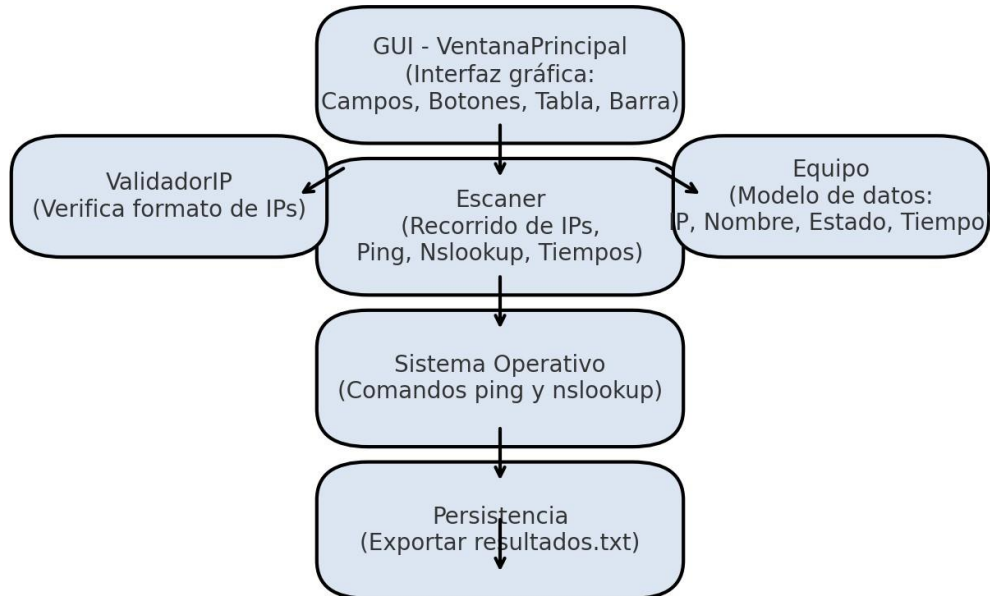 GUI - VentanaPrincipal
(Interfaz gráfica:
Campos, Botones, Tabla, Barra)
ValidadorIP
(Verifica formato de IPs)
Escaner
(Recorrido de IPs,
Ping, Nslookup, Tiempos)
Equipo
(Modelo de datos:
IP, Nombre, Estado, Tiempo
Sistema Operativo
(Comandos ping y nslookup)
Persistencia
(Exportar resultados.txt)